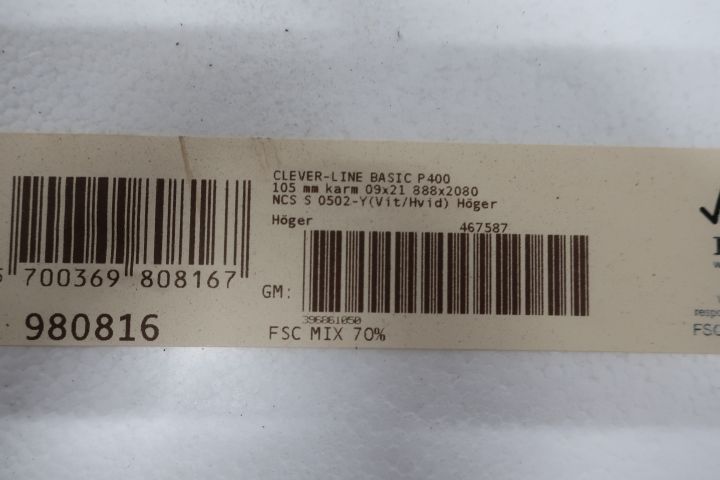 CLEVER-LINE BASIC P400
105 mm karm 09x21 888x2080
NCS S 0502-Y(Vit/Hvid) Höger
Höger
467587
700369 808167
GM:
396861050
980816
FSC MIX 70%
FSC